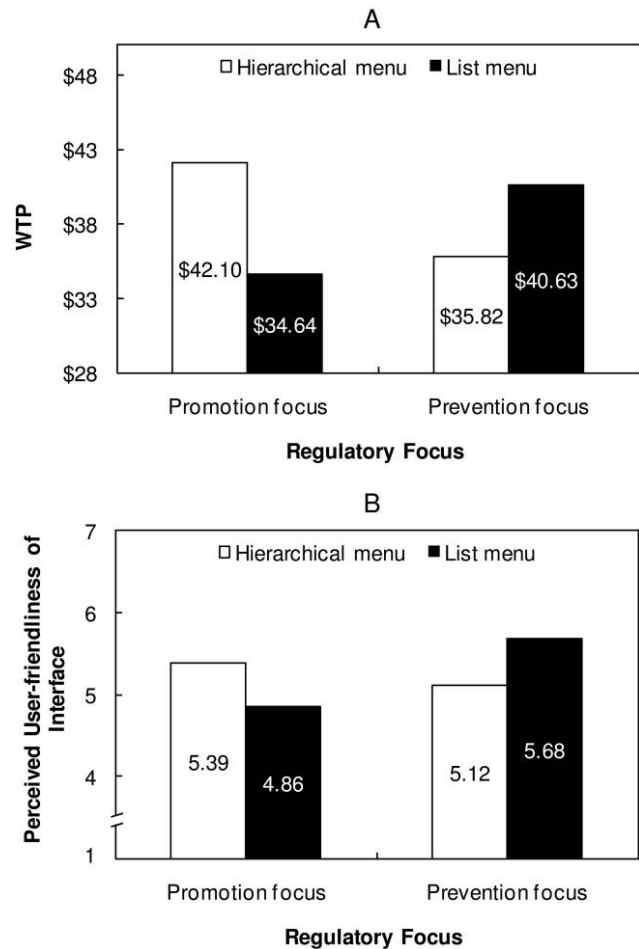 A
Hierarchical menu List menu
$48
$43
$38
$33
$28
WTP
$42.10
$34.64
$35.82
$40.63
Promotion focus Prevention focus
Regulatory Focus
B
Hierarchical menu List menu
7
6
5
4
1
Perceived User-friendliness of
Interface
5.39
4.86
5.12
5.68
Promotion focus Prevention focus
Regulatory Focus